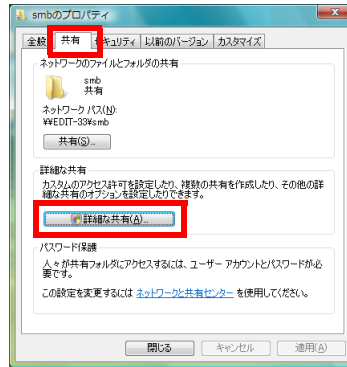 smbのプロパティ
全般 共有 セキュリティ 以前のバージョン カスタマイズ
ネットワークのファイルとフォルダの共有
smb
共有
ネットワーク パス(N):
¥¥EDIT-33¥smb
共有(S)...
詳細な共有
カスタムのアクセス許可を設定したり、複数の共有を作成したり、その他の詳
細な共有のオプションを設定したりできます。
詳細な共有(A)...
パスワード保護
人々が共有フォルダにアクセスするには、ユーザー アカウントとパスワードが必
要です。
この設定を変更するには ネットワークと共有センター を使用してください。
閉じる キャンセル 適用(A)